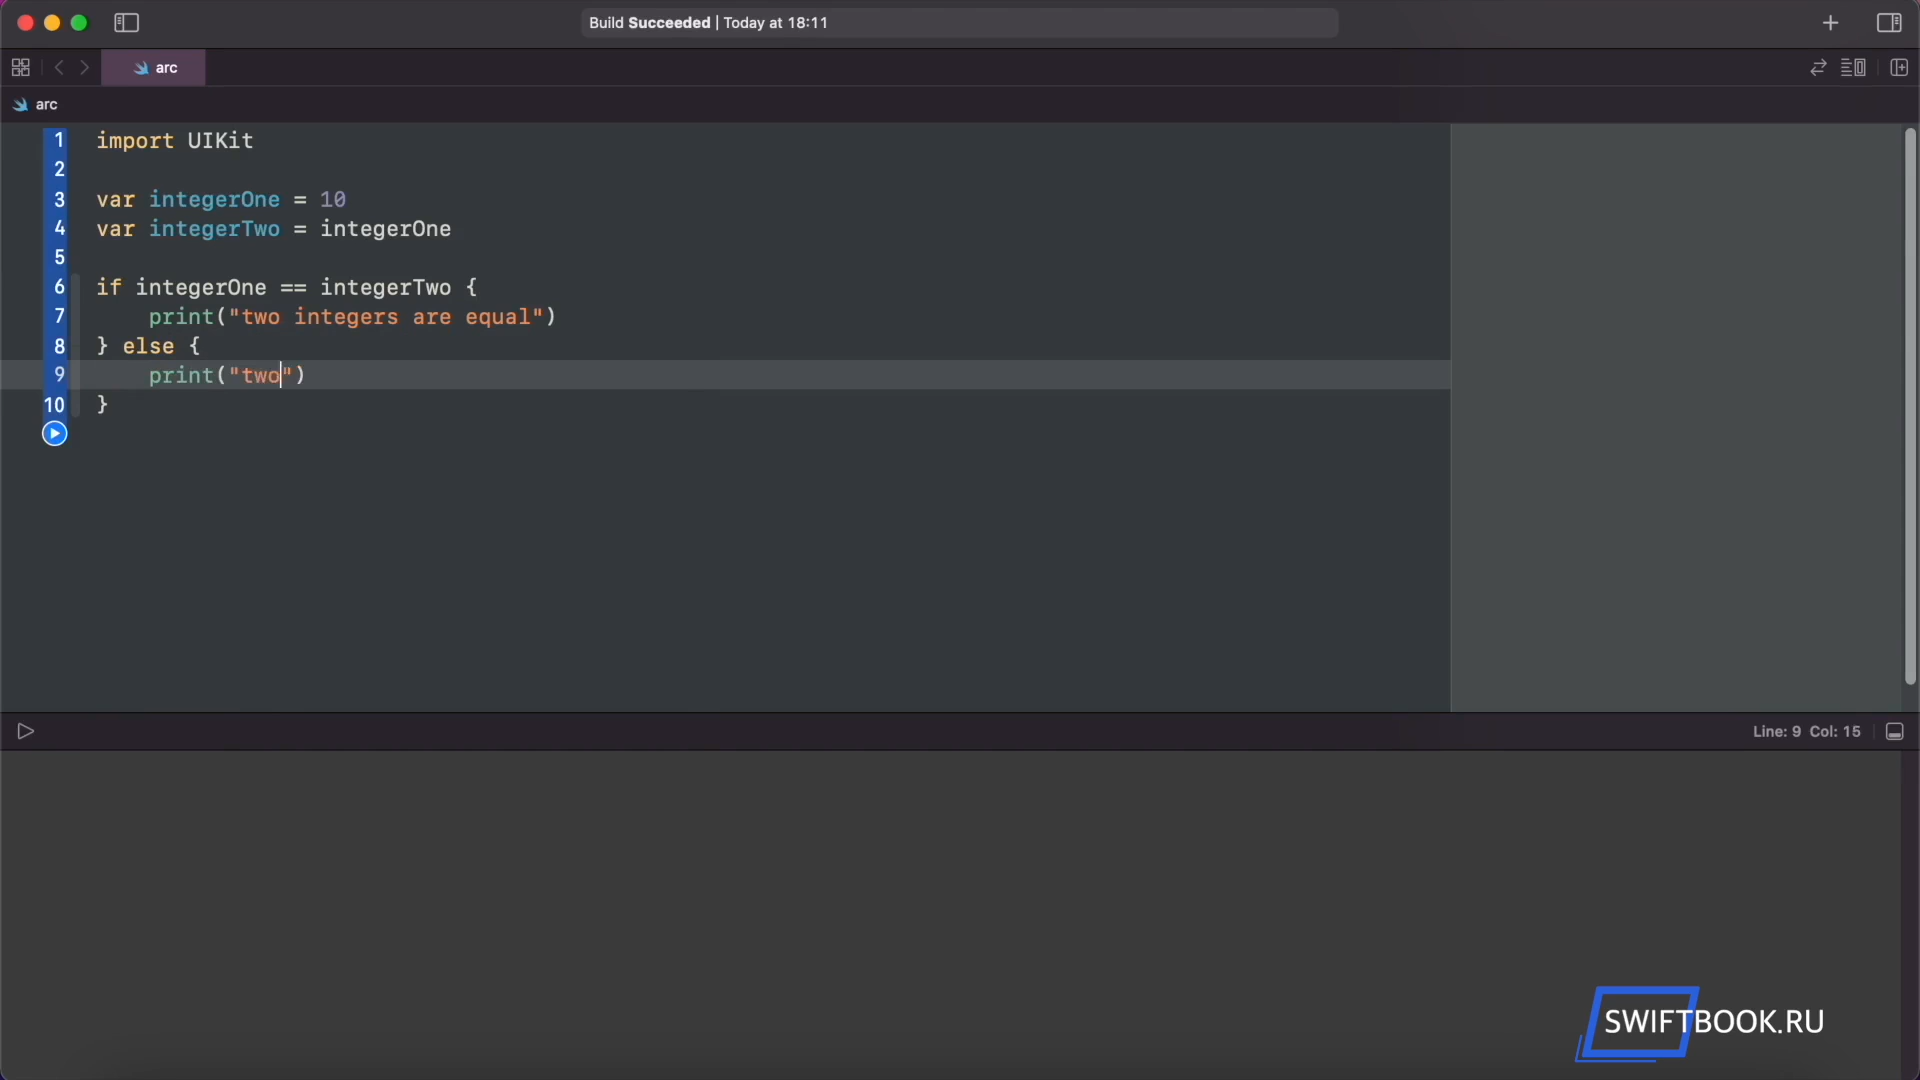 Build Succeeded | Today at 18:11
arc
arc
1 import UIKit
2
3 var integerOne = 10
4 var integerTwo = integerOne
5
6 if integerOne == integerTwo {
7 print("two integers are equal")
8 } else {
9 print("two")
10 }
Line: 9 Col: 15
SWIFTBOOK.RU